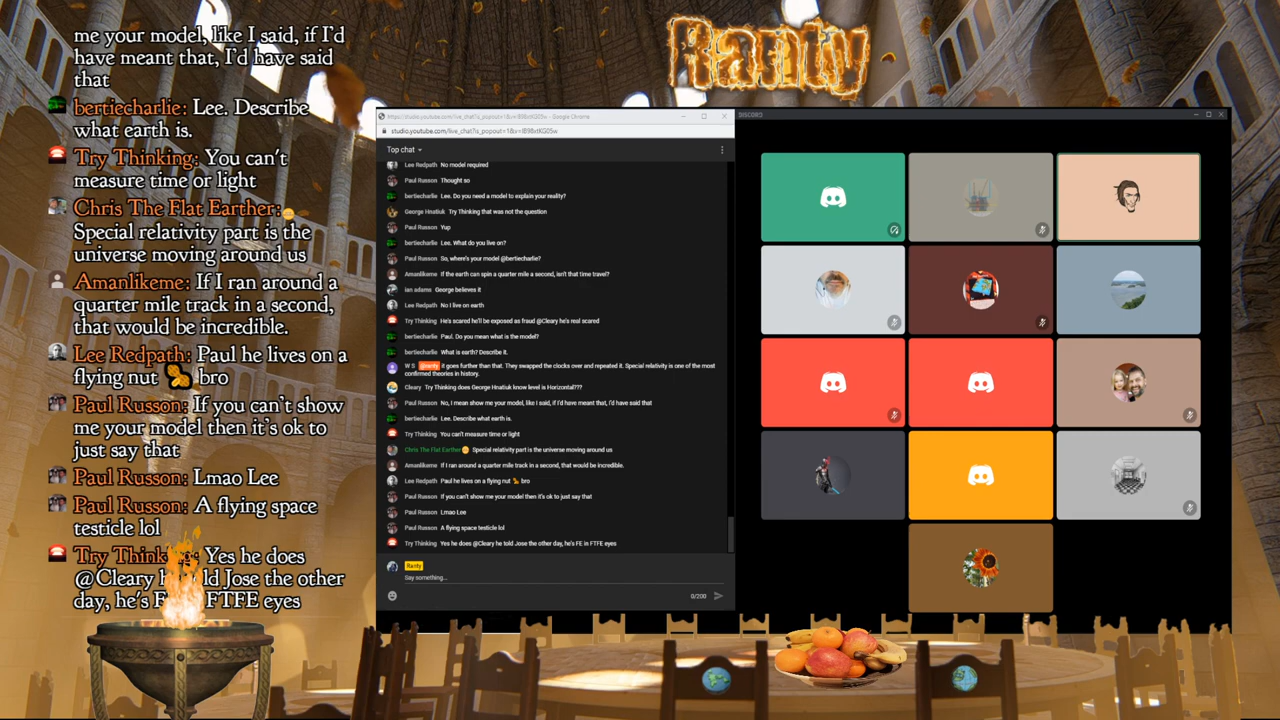 me your model, like I said, if I'd
have meant that, I'd have said
that
bertiecharlie: Lee. Describe
what earth is.
Try Thinking: You can't
measure time or light
Chris The Flat Earther:
Special relativity part is the
universe moving around us
Amanlikeme: If I ran around a
quarter mile track in a second,
that would be incredible.
Lee Redpath: Paul he lives on a
flying nut 🥜 bro
Paul Russon: If you can't show
me your model then it's ok to
just say that
Paul Russon: Lmao Lee
Paul Russon: A flying space
testicle lol
Try Yes he does
@Cleary the other
day, he's FTFE eyes
Ranty
studio.youtube.com/live_chat?is_popout=1&v=
Top chat
Lee Redpath No model required
Paul Russon Thought so
bertiecharlie Lee. Do you need a model to explain your reality?
George Hnatiuk Try Thinking that was not the question
Paul Russon Yup
bertiecharlie Lee. What do you live on?
Paul Russon So, where's your model @bertiecharlie?
Amanlikeme If the earth can spin a quarter mile a second, isn't that time travel?
ian adams George believes it
Lee Redpath No I live on earth
Try Thinking He's scared he'll be exposed as fraud @Cleary he's real scared
bertiecharlie Paul. Do you mean what is the model?
bertiecharlie What is earth? Describe it.
W S @ranty it goes further than that. They swapped the clocks over and repeated it. Special relativity is one of the most
confirmed theories in history.
Cleary Try Thinking does George Hnatiuk know level is Horizontal???
Paul Russon No, I mean show me your model, like I said, if I'd have meant that, I'd have said that
bertiecharlie Lee. Describe what earth is.
Try Thinking You can't measure time or light
Chris The Flat Earther Special relativity part is the universe moving around us
Amanlikeme If I ran around a quarter mile track in a second, that would be incredible.
Lee Redpath Paul he lives on a flying nut 🥜 bro
Paul Russon If you can't show me your model then it's ok to just say that
Paul Russon Lmao Lee
Paul Russon A flying space testicle lol
Try Thinking Yes he does @Cleary he told Jose the other day, he's FE in FTFE eyes
Ranty
Say something...
0/200
DISCORD